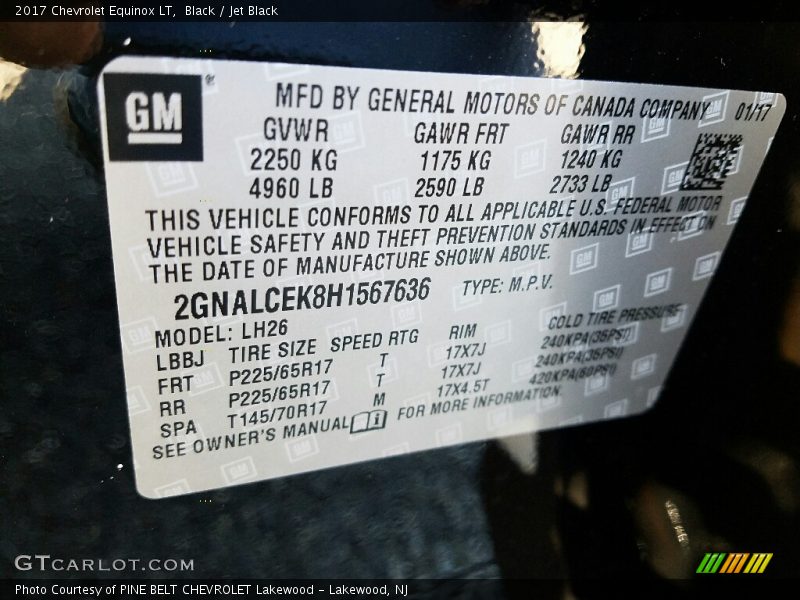 2017 Chevrolet Equinox LT, Black / Jet Black
GM®
MFD BY GENERAL MOTORS OF CANADA COMPANY 01/17
GVWR GAWR FRT GAWR RR
2250 KG 1175 KG 1240 KG
4960 LB 2590 LB 2733 LB
THIS VEHICLE CONFORMS TO ALL APPLICABLE U.S. FEDERAL MOTOR
VEHICLE SAFETY AND THEFT PREVENTION STANDARDS IN EFFECT ON
THE DATE OF MANUFACTURE SHOWN ABOVE.
2GNALCEK8H1567636 TYPE: M.P.V.
MODEL: LH26
LBBJ TIRE SIZE SPEED RTG RIM COLD TIRE PRESSURE
FRT P225/65R17 T 17X7J 240KPA(35PSI)
RR P225/65R17 T 17X7J 240KPA(35PSI)
SPA T145/70R17 M 17X4.5T 420KPA(60PSI)
SEE OWNER'S MANUAL FOR MORE INFORMATION.
GTCARLOT.COM
Photo Courtesy of PINE BELT CHEVROLET Lakewood - Lakewood, NJ